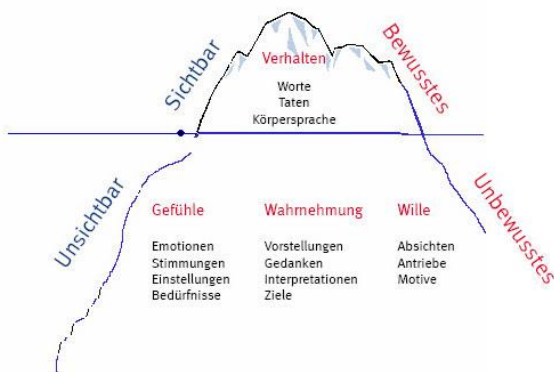 Sichtbar
Bewusstes
Verhalten
Worte
Taten
Körpersprache
Unsichtbar
Unbewusstes
Gefühle
Emotionen
Stimmungen
Einstellungen
Bedürfnisse
Wahrnehmung
Vorstellungen
Gedanken
Interpretationen
Ziele
Wille
Absichten
Antriebe
Motive